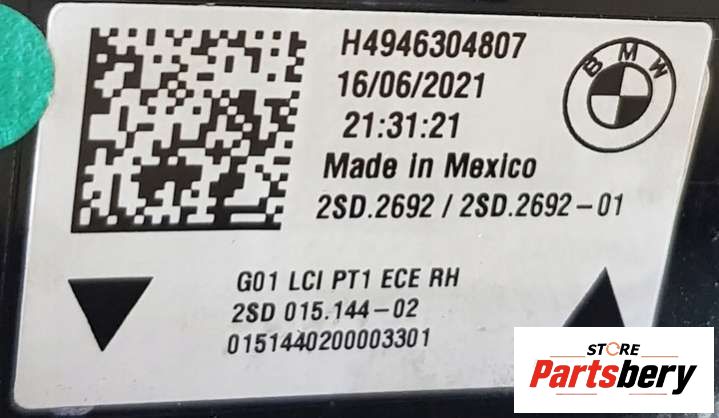 H4946304807
16/06/2021
21:31:21
Made in Mexico
2SD.2692 / 2SD.2692-01
BMW
G01 LCI PT1 ECE RH
2SD 015.144-02
0151440200003301
STORE
Partsbery